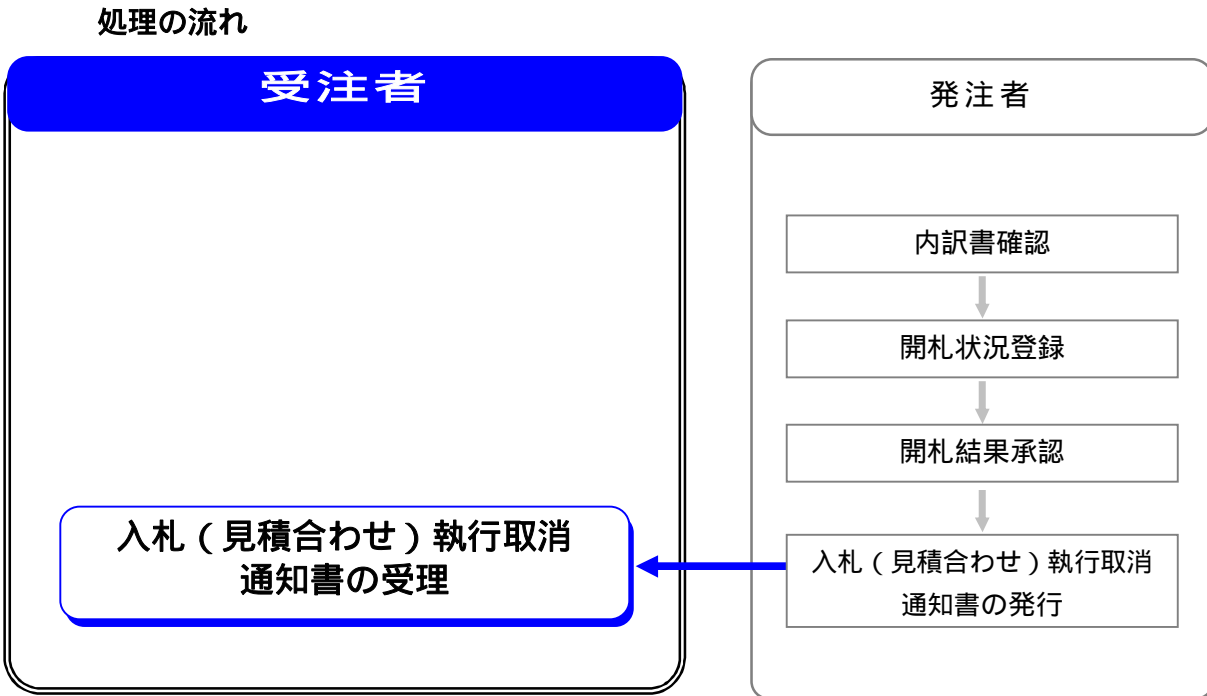 処理の流れ
受注者
発注者
内訳書確認
開札状況登録
開札結果承認
入札（見積合わせ）執行取消
通知書の受理
入札（見積合わせ）執行取消
通知書の発行